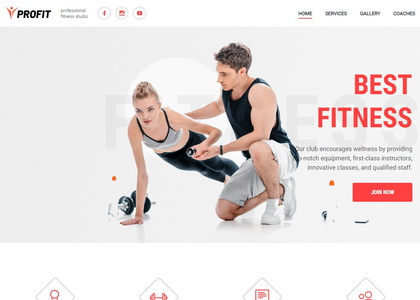 PROFIT
professional
fitness studio
HOME
SERVICES
GALLERY
COACHES
FITNESS
BEST
FITNESS
Our club encourages wellness by providing
top-notch equipment, first-class instructors,
innovative classes, and qualified staff.
JOIN NOW